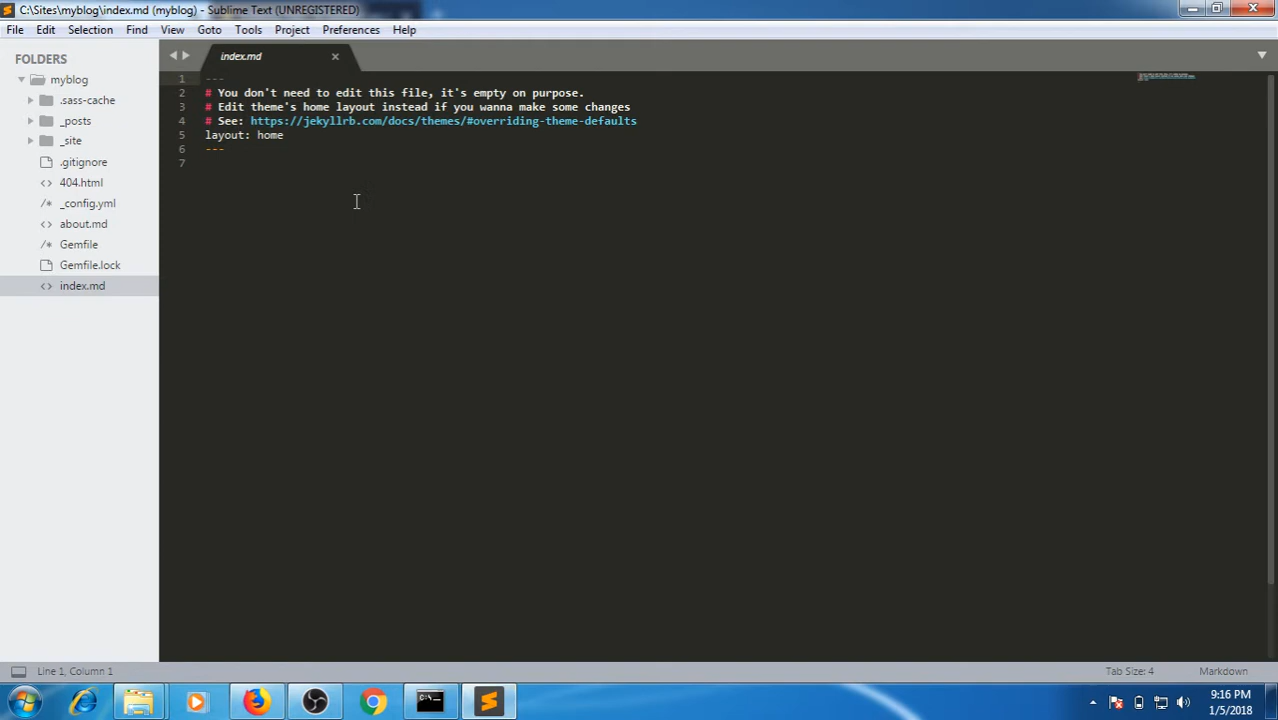 C:\Sites\myblog\index.md (myblog) - Sublime Text (UNREGISTERED)
File Edit Selection Find View Goto Tools Project Preferences Help
FOLDERS
myblog
.sass-cache
_posts
_site
.gitignore
404.html
_config.yml
about.md
Gemfile
Gemfile.lock
index.md
index.md
1 ---
2 # You don't need to edit this file, it's empty on purpose.
3 # Edit theme's home layout instead if you wanna make some changes
4 # See: https://jekyllrb.com/docs/themes/#overriding-theme-defaults
5 layout: home
6 ---
7
Line 1, Column 1
Tab Size: 4
Markdown
9:16 PM
1/5/2018